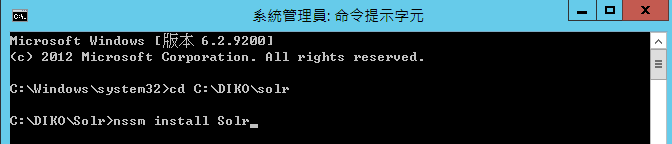 系統管理員: 命令提示字元
Microsoft Windows [版本 6.2.9200]
(c) 2012 Microsoft Corporation. All rights reserved.
C:\Windows\system32>cd C:\DIKO\solr
C:\DIKO\Solr>nssm install Solr_